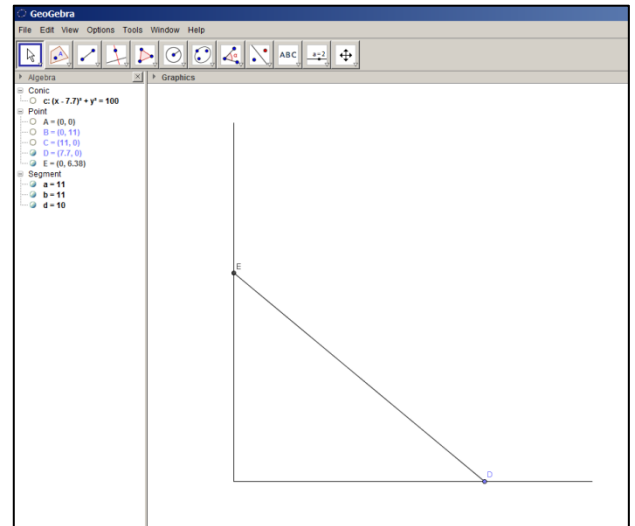 GeoGebra
File Edit View Options Tools Window Help
ABC a=2
Algebra Graphics
Conic
c: (x - 7.7)² + y² = 100
Point
A = (0, 0)
B = (0, 11)
C = (11, 0)
D = (7.7, 0)
E = (0, 6.38)
Segment
a = 11
b = 11
d = 10
E
D